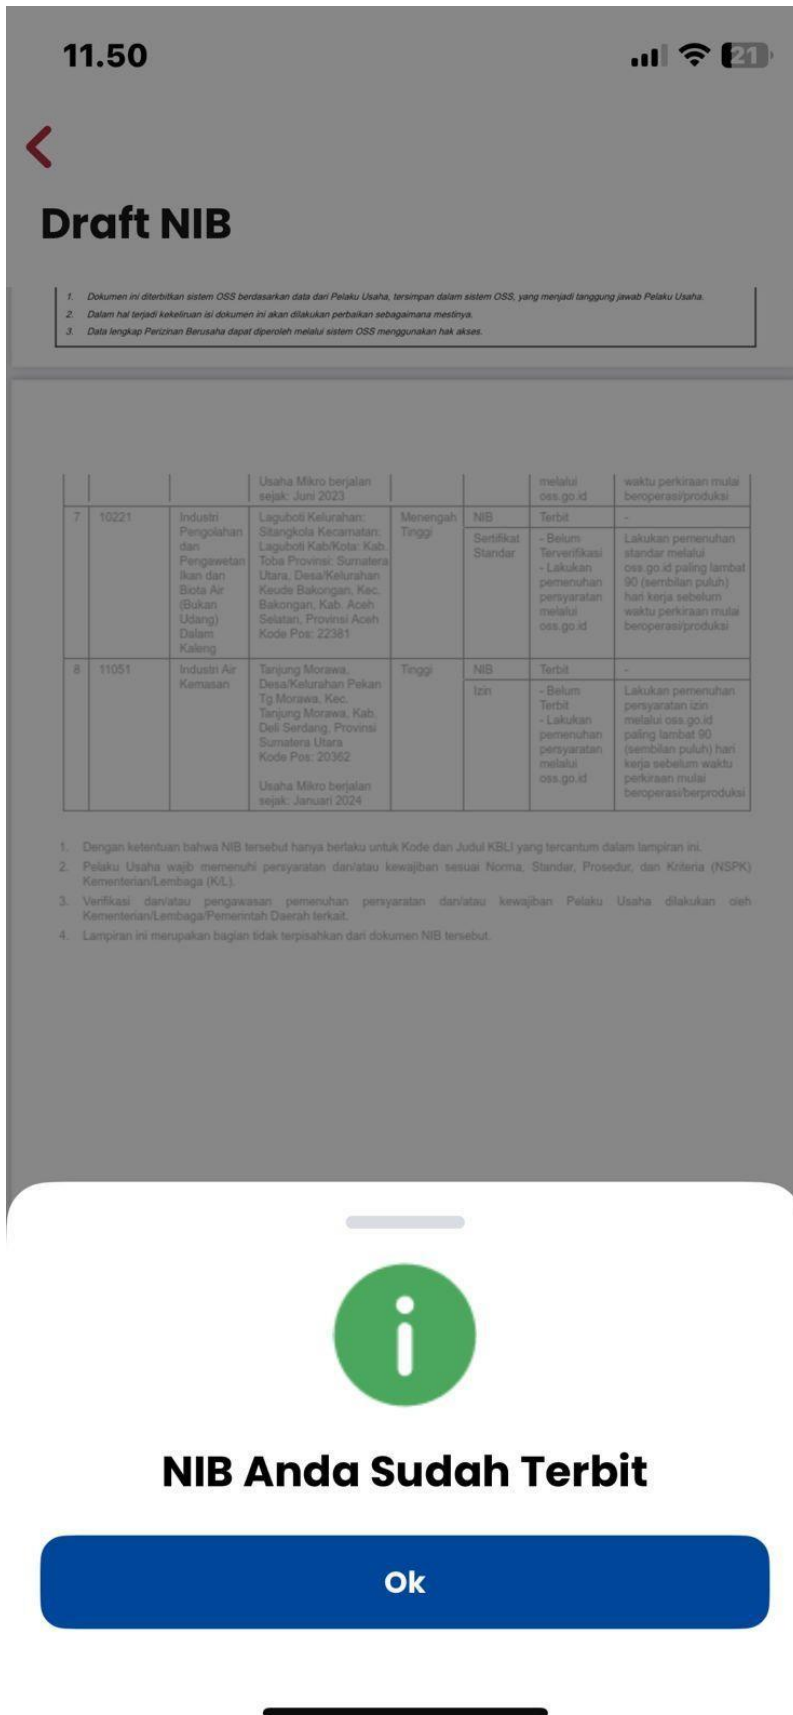 11.50
21
Draft NIB
1. Dokumen ini diterbitkan sistem OSS berdasarkan data dari Pelaku Usaha, tersimpan dalam sistem OSS, yang menjadi tanggung jawab Pelaku Usaha.
2. Dalam hal terjadi kekeliruan isi dokumen ini akan dilakukan perbaikan sebagaimana mestinya.
3. Data lengkap Perizinan Berusaha dapat diperoleh melalui sistem OSS menggunakan hak akses.
Usaha Mikro berjalan
sejak: Juni 2023
melalui
oss.go.id
waktu perkiraan mulai
beroperasi/produksi
7
10221
Industri
Pengolahan
dan
Pengawetan
Ikan dan
Biota Air
(Bukan
Udang)
Dalam
Kaleng
Laguboti Kelurahan:
Sitangkola Kecamatan:
Laguboti Kab/Kota: Kab.
Toba Provinsi: Sumatera
Utara, Desa/Kelurahan
Keude Bakongan, Kec.
Bakongan, Kab. Aceh
Selatan, Provinsi Aceh
Kode Pos: 22381
Menengah
Tinggi
NIB
Terbit
-
Sertifikat
Standar
- Belum
Terverifikasi
- Lakukan
pemenuhan
persyaratan
melalui
oss.go.id
Lakukan pemenuhan
standar melalui
oss.go.id paling lambat
90 (sembilan puluh)
hari kerja sebelum
waktu perkiraan mulai
beroperasi/produksi
8
11051
Industri Air
Kemasan
Tanjung Morawa,
Desa/Kelurahan Pekan
Tg Morawa, Kec.
Tanjung Morawa, Kab.
Deli Serdang, Provinsi
Sumatera Utara
Kode Pos: 20362
Usaha Mikro berjalan
sejak: Januari 2024
Tinggi
NIB
Terbit
-
Izin
- Belum
Terbit
- Lakukan
pemenuhan
persyaratan
melalui
oss.go.id
Lakukan pemenuhan
persyaratan izin
melalui oss.go.id
paling lambat 90
(sembilan puluh) hari
kerja sebelum waktu
perkiraan mulai
beroperasi/berproduksi
1. Dengan ketentuan bahwa NIB tersebut hanya berlaku untuk Kode dan Judul KBLI yang tercantum dalam lampiran ini.
2. Pelaku Usaha wajib memenuhi persyaratan dan/atau kewajiban sesuai Norma, Standar, Prosedur, dan Kriteria (NSPK)
Kementerian/Lembaga (K/L).
3. Verifikasi dan/atau pengawasan pemenuhan persyaratan dan/atau kewajiban Pelaku Usaha dilakukan oleh
Kementerian/Lembaga/Pemerintah Daerah terkait.
4. Lampiran ini merupakan bagian tidak terpisahkan dari dokumen NIB tersebut.
NIB Anda Sudah Terbit
Ok